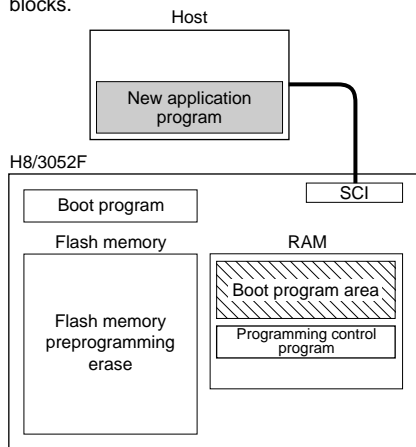 blocks.
Host
New application
program
H8/3052F
SCI
Boot program
Flash memory
RAM
Boot program area
Flash memory
preprogramming
erase
Programming control
program